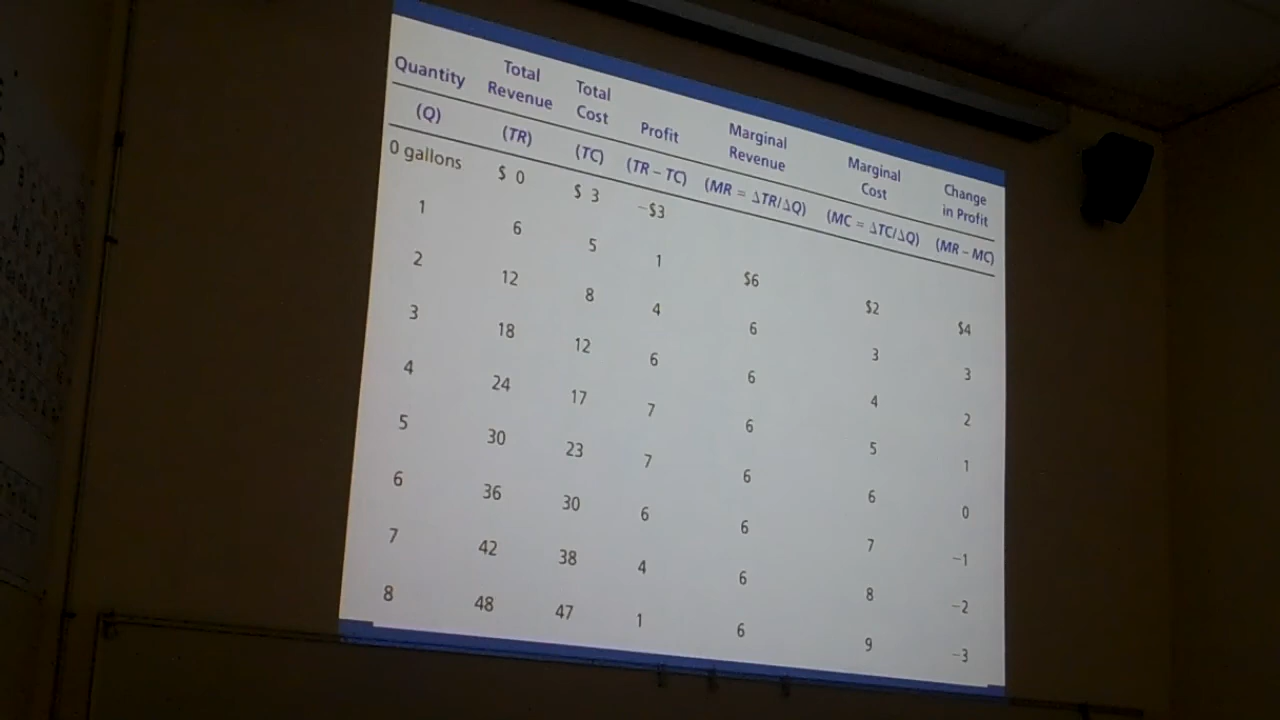 Quantity Total Revenue Total Cost Profit Marginal Revenue Marginal Cost Change in Profit
(Q) (TR) (TC) (TR – TC) (MR = ΔTR/ΔQ) (MC = ΔTC/ΔQ) (MR – MC)
0 gallons $ 0 $ 3 –$3
$6 $2 $4
1 6 5 1
6 3 3
2 12 8 4
6 4 2
3 18 12 6
6 5 1
4 24 17 7
6 6 0
5 30 23 7
6 7 –1
6 36 30 6
6 8 –2
7 42 38 4
6 9 –3
8 48 47 1